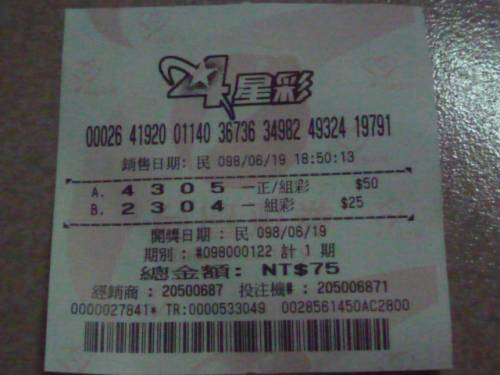 4星彩
00026 41920 01140 36736 34982 49324 19791
銷售日期: 民 098/06/19 18:50:13
A. 4 3 0 5 一正/組彩 $50
B. 2 3 0 4 一組彩 $25
開獎日期 : 民 098/06/19
期別 : #098000122 計 1 期
總金額: NT$75
經銷商 : 20500687 投注機# : 205006871
0000027841* TR:0000533049 0028561450AC2800